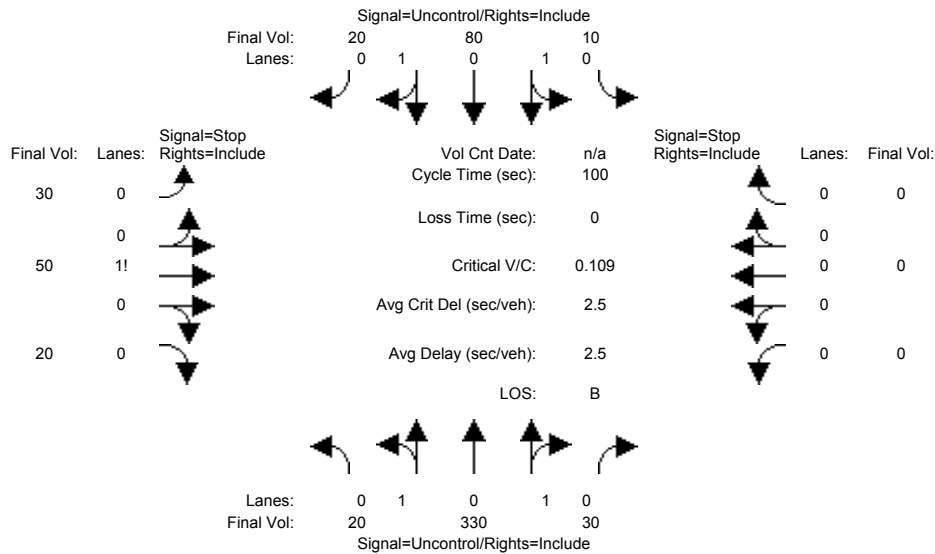 Signal=Uncontrol/Rights=Include
Final Vol: 20 80 10
Lanes: 0 1 0 1 0
Signal=Stop Signal=Stop
Final Vol: Lanes: Rights=Include Vol Cnt Date: n/a Rights=Include Lanes: Final Vol:
Cycle Time (sec): 100
30 0 0 0
Loss Time (sec): 0
0 0
50 1! Critical V/C: 0.109 0 0
0 Avg Crit Del (sec/veh): 2.5 0
20 0 Avg Delay (sec/veh): 2.5 0 0
LOS: B
Lanes: 0 1 0 1 0
Final Vol: 20 330 30
Signal=Uncontrol/Rights=Include